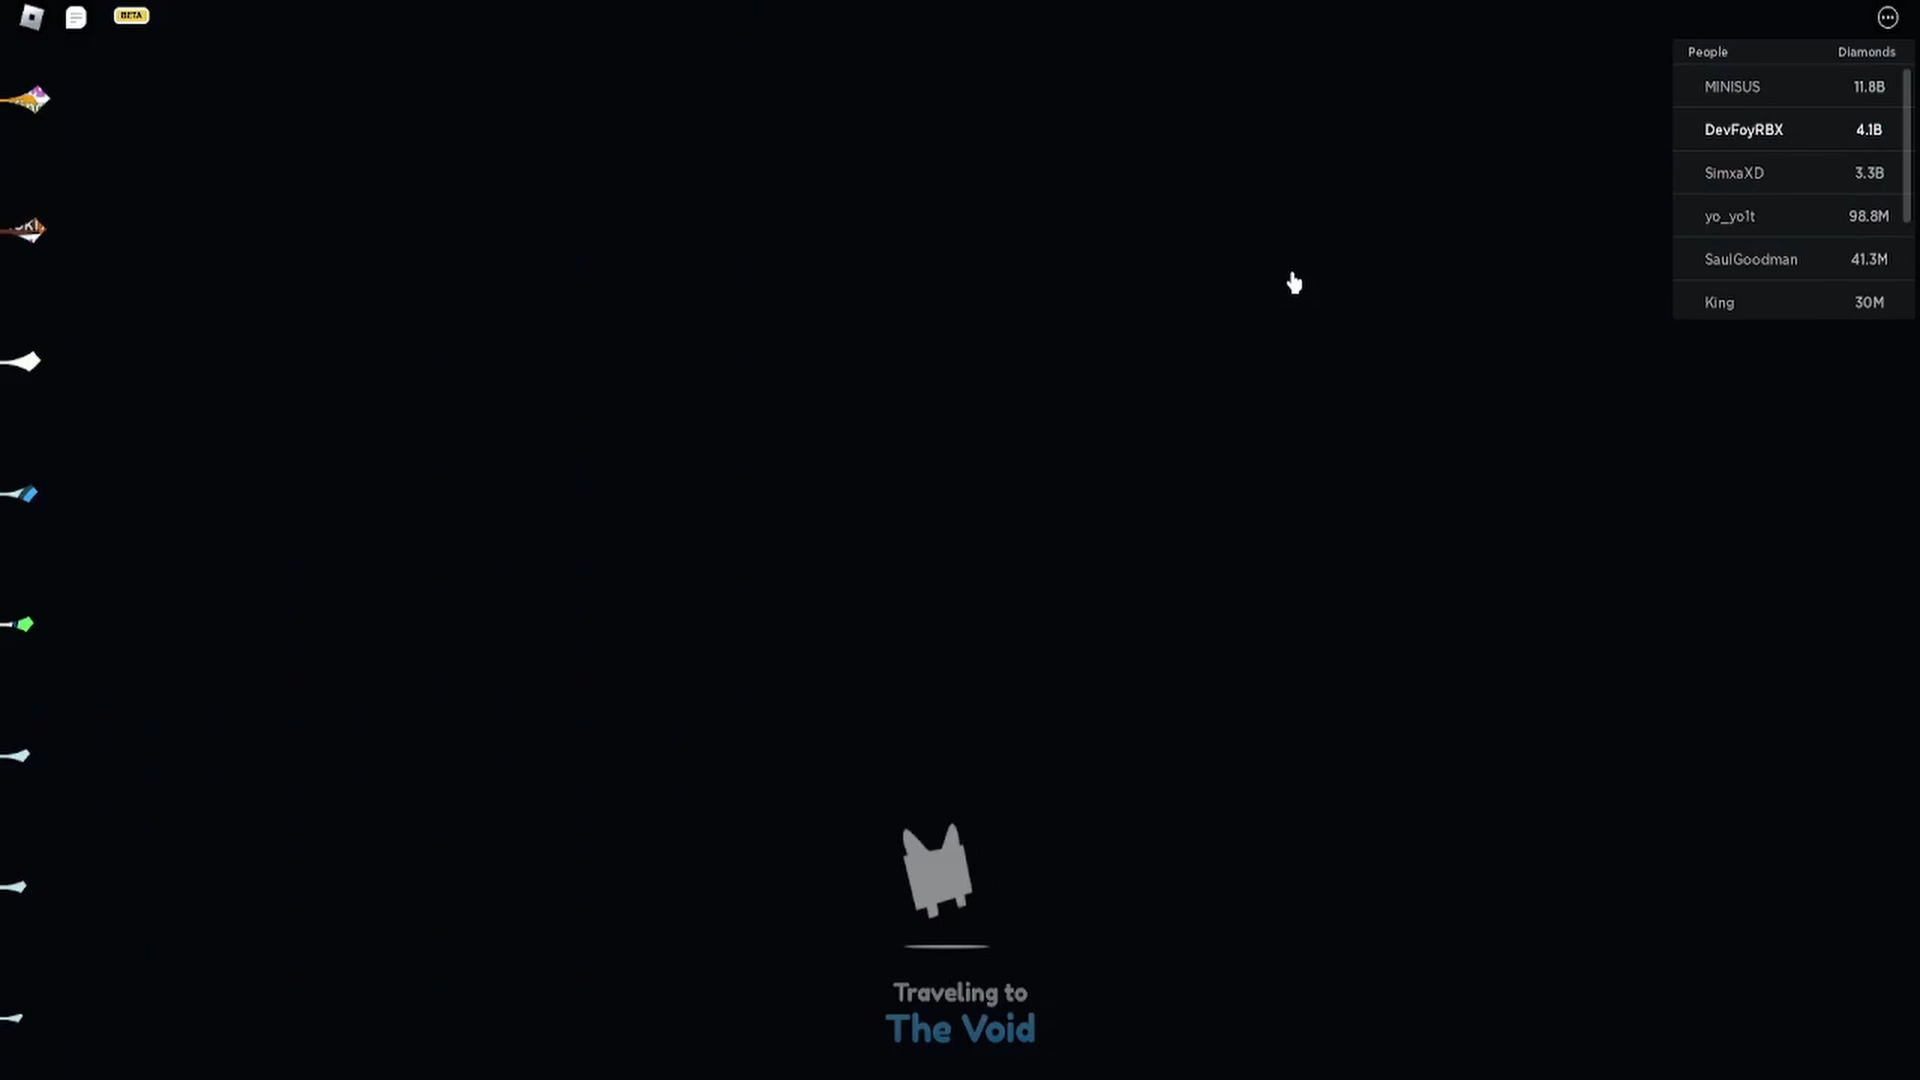 BETA
People Diamonds
MINISUS 11.8B
DevFoyRBX 4.1B
SimxaXD 3.3B
yo_yo1t 98.8M
SaulGoodman 41.3M
King 30M
Traveling to
The Void